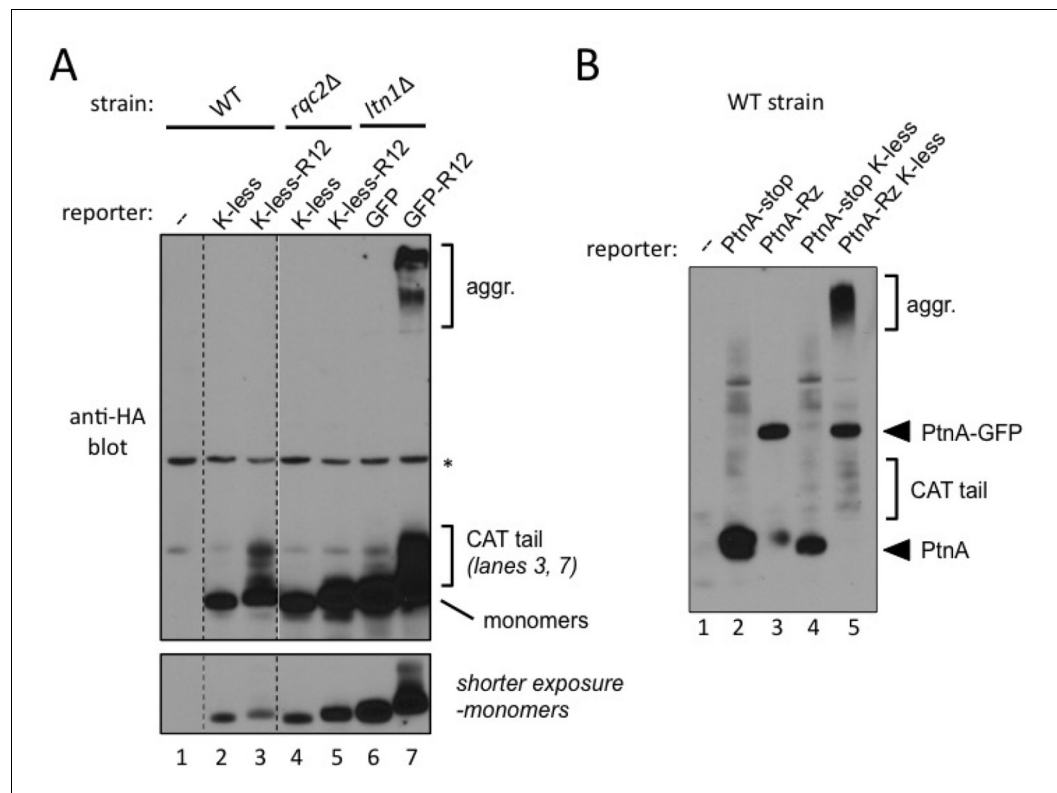 A
strain: WT rqc2Δ ltn1Δ
reporter: -- K-less K-less-R12 K-less K-less-R12 GFP GFP-R12
aggr.
anti-HA
blot
*
CAT tail
(lanes 3, 7)
monomers
shorter exposure
-monomers
1 2 3 4 5 6 7
B
WT strain
reporter: -- PtnA-stop PtnA-Rz PtnA-stop K-less PtnA-Rz K-less
aggr.
PtnA-GFP
CAT tail
PtnA
1 2 3 4 5